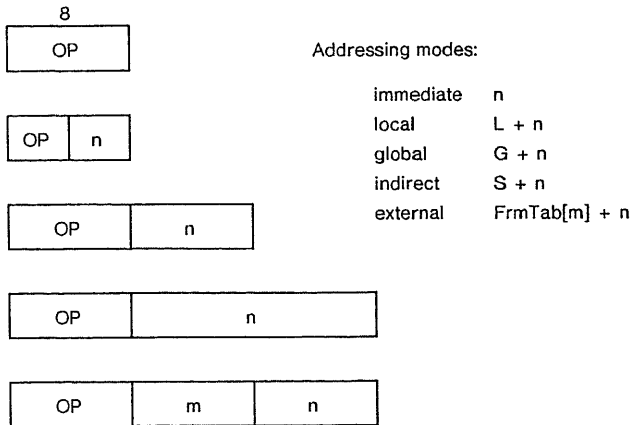 8
OP
OP n
OP n
OP n
OP m n
Addressing modes:
immediate n
local L + n
global G + n
indirect S + n
external FrmTab[m] + n